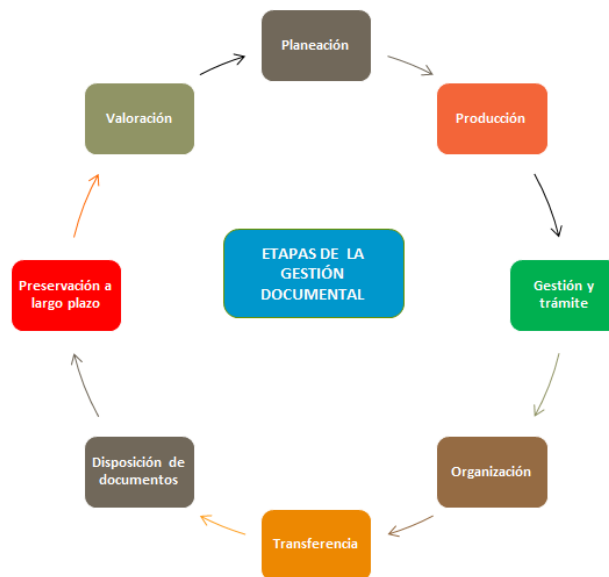 Planeación
Producción
Gestión y
trámite
Organización
Transferencia
Disposición de
documentos
Preservación a
largo plazo
Valoración
ETAPAS DE LA
GESTIÓN
DOCUMENTAL